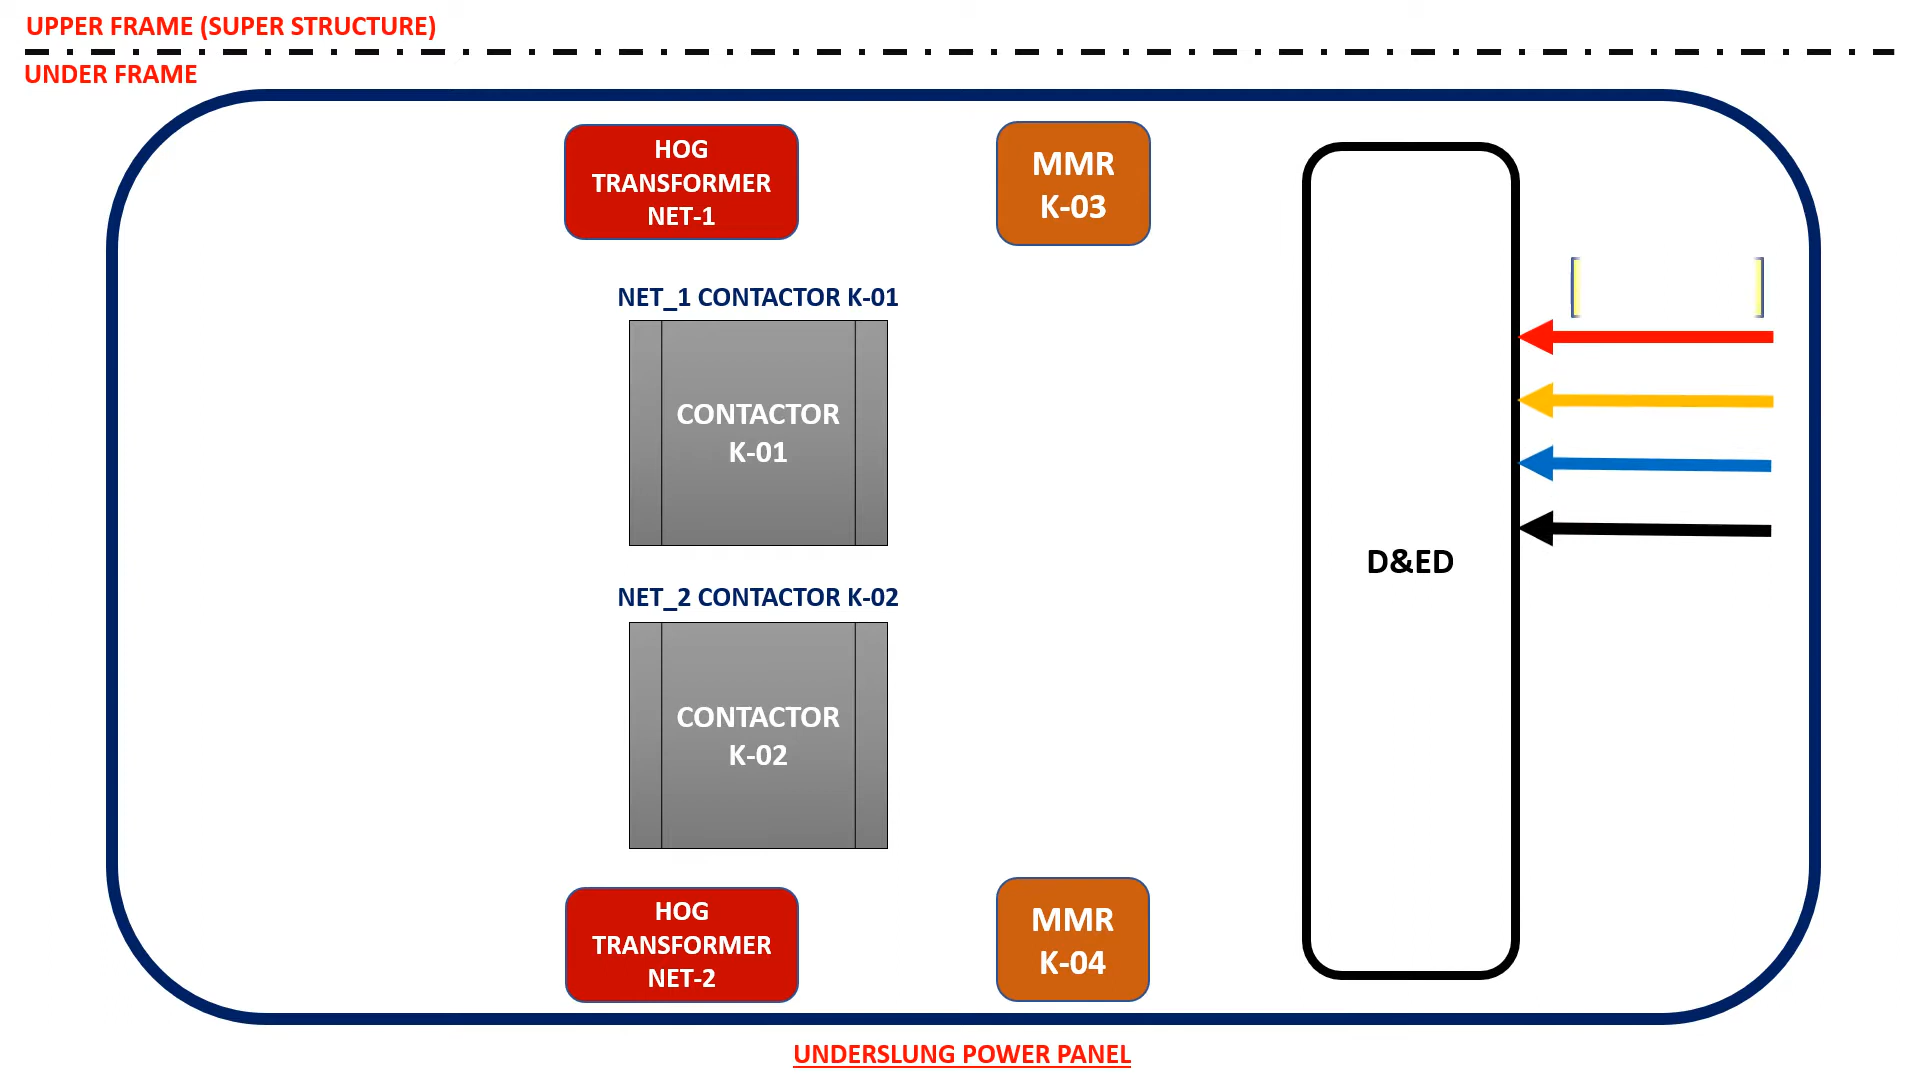 UPPER FRAME (SUPER STRUCTURE)
UNDER FRAME
HOG
TRANSFORMER
NET-1
MMR
K-03
NET_1 CONTACTOR K-01
CONTACTOR
K-01
D&ED
NET_2 CONTACTOR K-02
CONTACTOR
K-02
HOG
TRANSFORMER
NET-2
MMR
K-04
UNDERSLUNG POWER PANEL